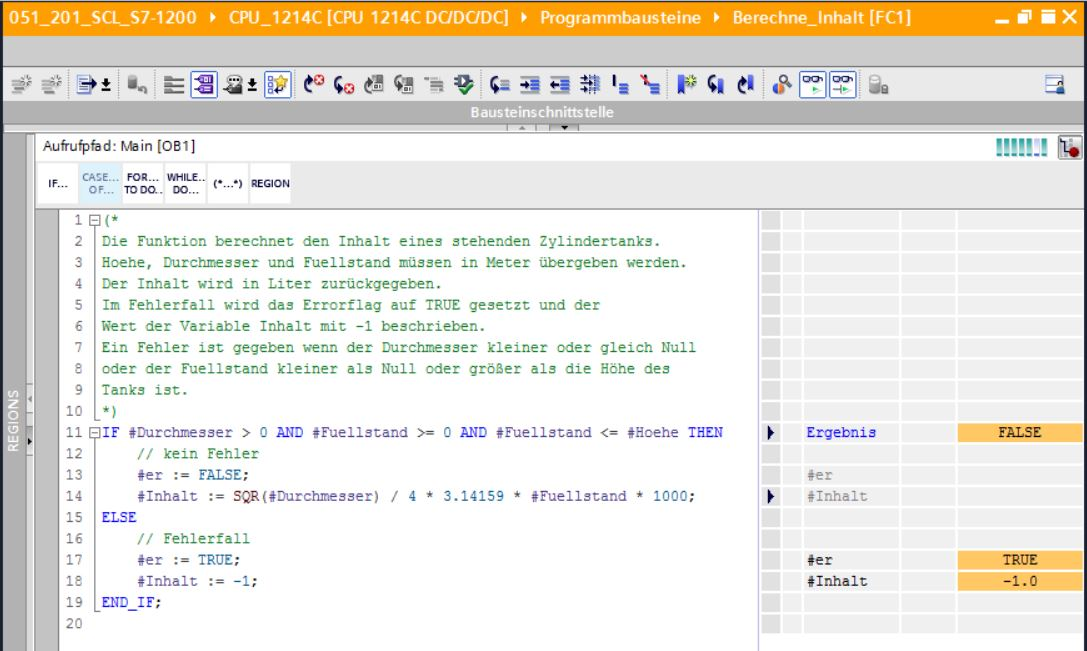 051_201_SCL_S7-1200 ▸ CPU_1214C [CPU 1214C DC/DC/DC] ▸ Programmbausteine ▸ Berechne_Inhalt [FC1]
Bausteinschnittstelle
Aufrufpfad: Main [OB1]
IF... CASE... OF... FOR... TO DO.. WHILE.. DO... (*...*) REGION
REGIONS
1 (*
2 Die Funktion berechnet den Inhalt eines stehenden Zylindertanks.
3 Hoehe, Durchmesser und Fuellstand müssen in Meter übergeben werden.
4 Der Inhalt wird in Liter zurückgegeben.
5 Im Fehlerfall wird das Errorflag auf TRUE gesetzt und der
6 Wert der Variable Inhalt mit -1 beschrieben.
7 Ein Fehler ist gegeben wenn der Durchmesser kleiner oder gleich Null
8 oder der Fuellstand kleiner als Null oder größer als die Höhe des
9 Tanks ist.
10 *)
11 IF #Durchmesser > 0 AND #Fuellstand >= 0 AND #Fuellstand <= #Hoehe THEN Ergebnis FALSE
12 // kein Fehler
13 #er := FALSE; #er
14 #Inhalt := SQR(#Durchmesser) / 4 * 3.14159 * #Fuellstand * 1000; #Inhalt
15 ELSE
16 // Fehlerfall
17 #er := TRUE; #er TRUE
18 #Inhalt := -1; #Inhalt -1.0
19 END_IF;
20